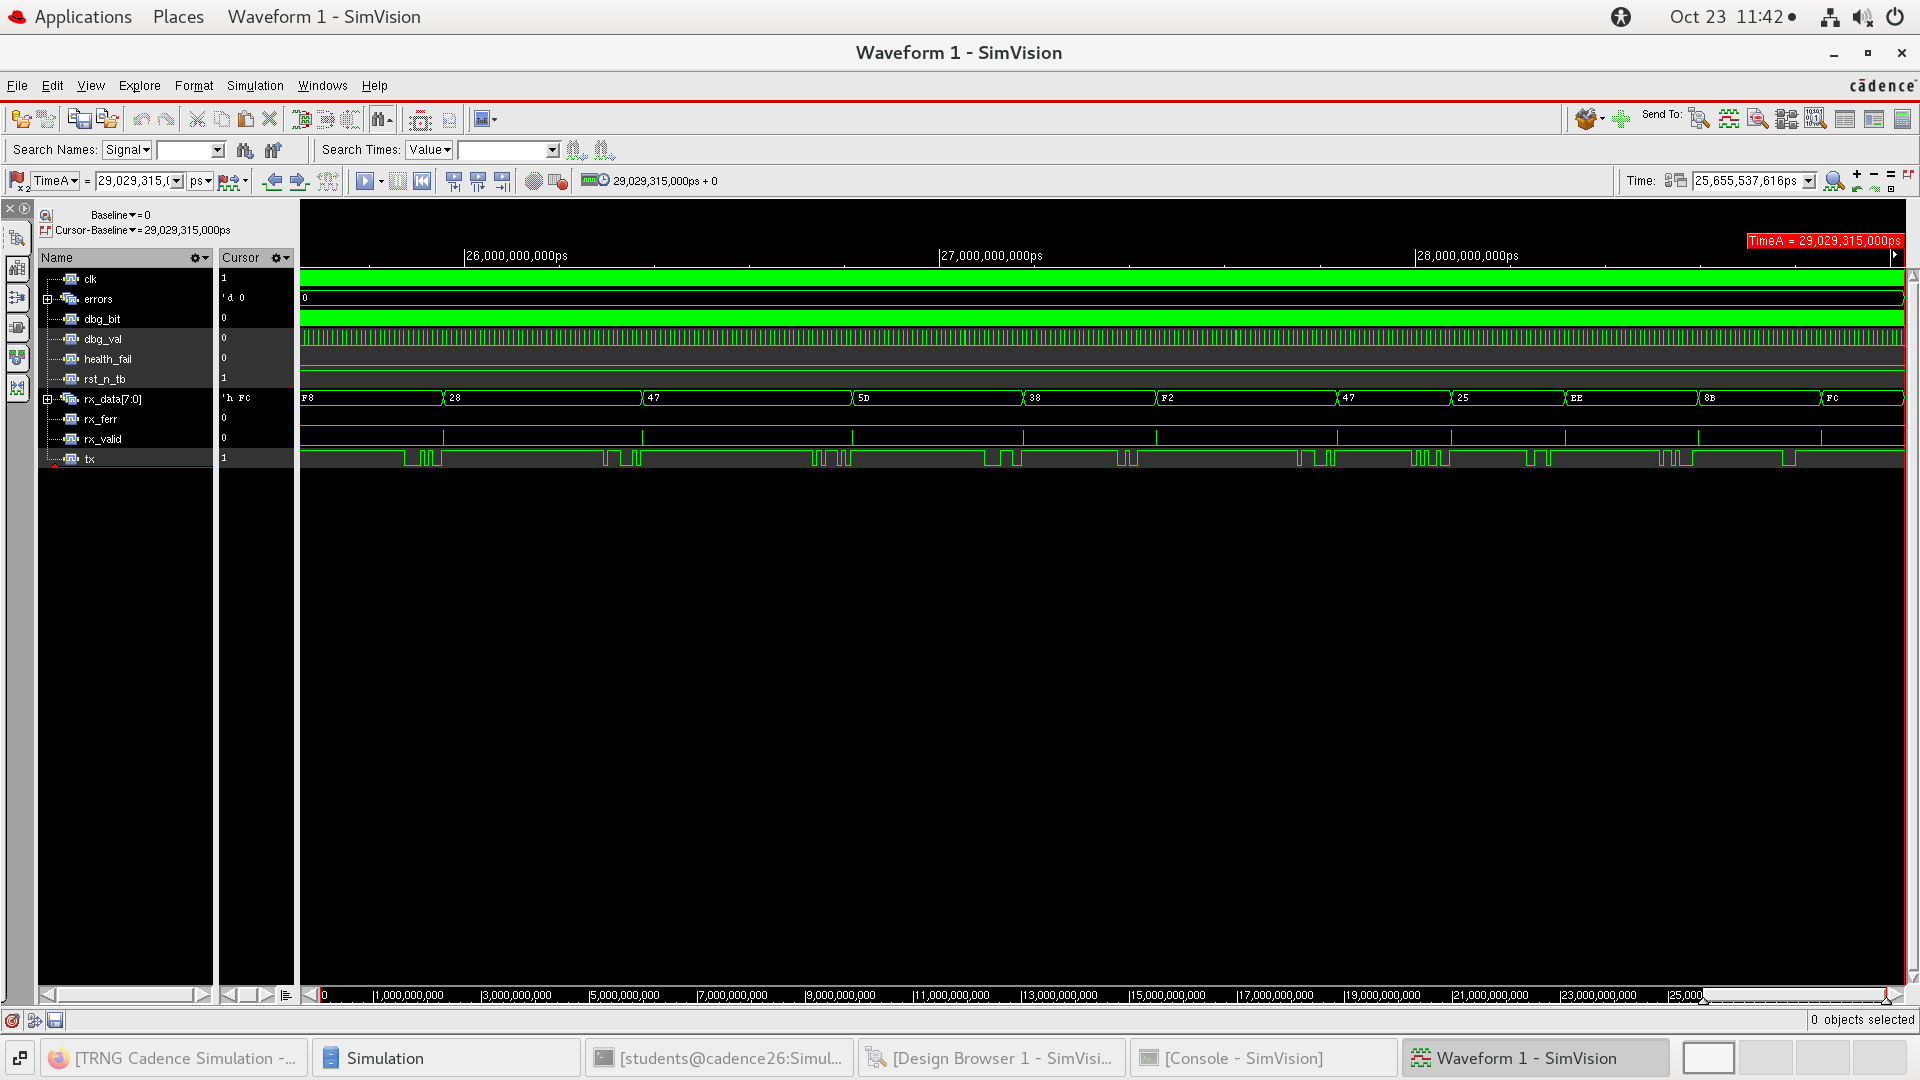 Applications Places Waveform 1 - SimVision Oct 23 11:42
Waveform 1 - SimVision
File Edit View Explore Format Simulation Windows Help cādence
Send To:
Search Names: Signal Search Times: Value
TimeA = 29,029,315,( ps 29,029,315,000ps + 0 Time: 25,655,537,616ps
Baseline = 0
Cursor-Baseline = 29,029,315,000ps
TimeA = 29,029,315,000ps
Name Cursor 26,000,000,000ps 27,000,000,000ps 28,000,000,000ps
clk 1
errors 'd 0 0
dbg_bit 0
dbg_val 0
health_fail 0
rst_n_tb 1
rx_data[7:0] 'h FC F8 28 47 5D 38 F2 47 25 EE 8B FC
rx_ferr 0
rx_valid 0
tx 1
0 1,000,000,000 3,000,000,000 5,000,000,000 7,000,000,000 9,000,000,000 11,000,000,000 13,000,000,000 15,000,000,000 17,000,000,000 19,000,000,000 21,000,000,000 23,000,000,000 25,000
0 objects selected
[TRNG Cadence Simulation -... Simulation [students@cadence26:Simul... [Design Browser 1 - SimVisi... [Console - SimVision] Waveform 1 - SimVision